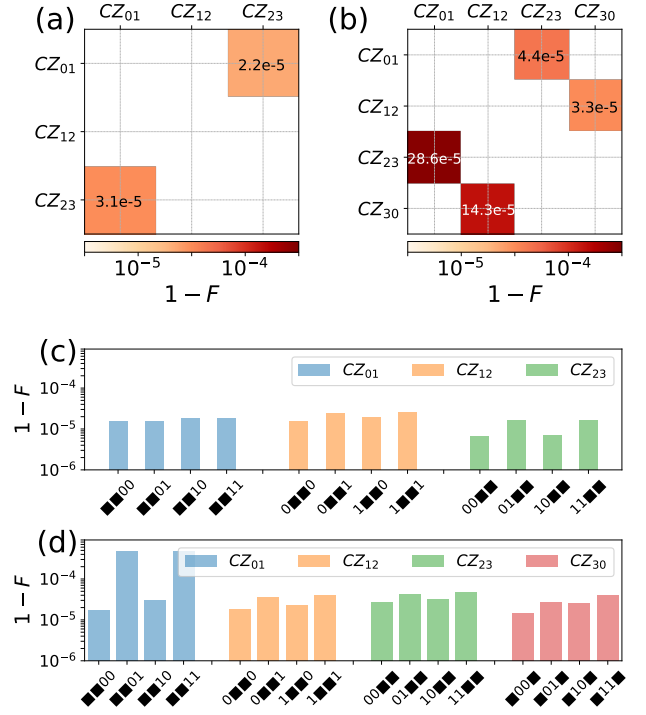 (a) CZ₀₁ CZ₁₂ CZ₂₃
CZ₀₁ 2.2e-5
CZ₁₂
CZ₂₃ 3.1e-5
10⁻⁵ 10⁻⁴
1 − F
(b) CZ₀₁ CZ₁₂ CZ₂₃ CZ₃₀
CZ₀₁ 4.4e-5
CZ₁₂ 3.3e-5
CZ₂₃ 28.6e-5
CZ₃₀ 14.3e-5
10⁻⁵ 10⁻⁴
1 − F
(c)
1 − F
10⁻⁴
10⁻⁵
10⁻⁶
CZ₀₁ CZ₁₂ CZ₂₃
■■00 ■■01 ■■10 ■■11 0■■0 0■■1 1■■0 1■■1 00■■ 01■■ 10■■ 11■■
(d)
1 − F
10⁻⁴
10⁻⁵
10⁻⁶
CZ₀₁ CZ₁₂ CZ₂₃ CZ₃₀
■■00 ■■01 ■■10 ■■11 0■■0 0■■1 1■■0 1■■1 00■■ 01■■ 10■■ 11■■ ■00■ ■01■ ■10■ ■11■